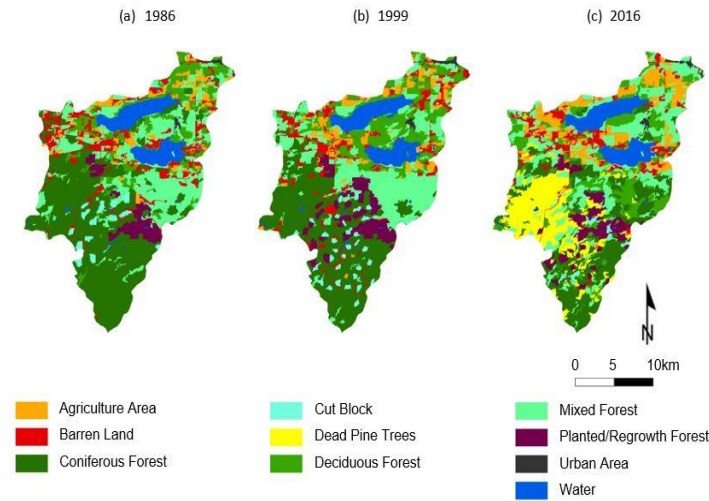 (a) 1986
(b) 1999
(c) 2016
N
0 5 10km
Agriculture Area
Barren Land
Coniferous Forest
Cut Block
Dead Pine Trees
Deciduous Forest
Mixed Forest
Planted/Regrowth Forest
Urban Area
Water